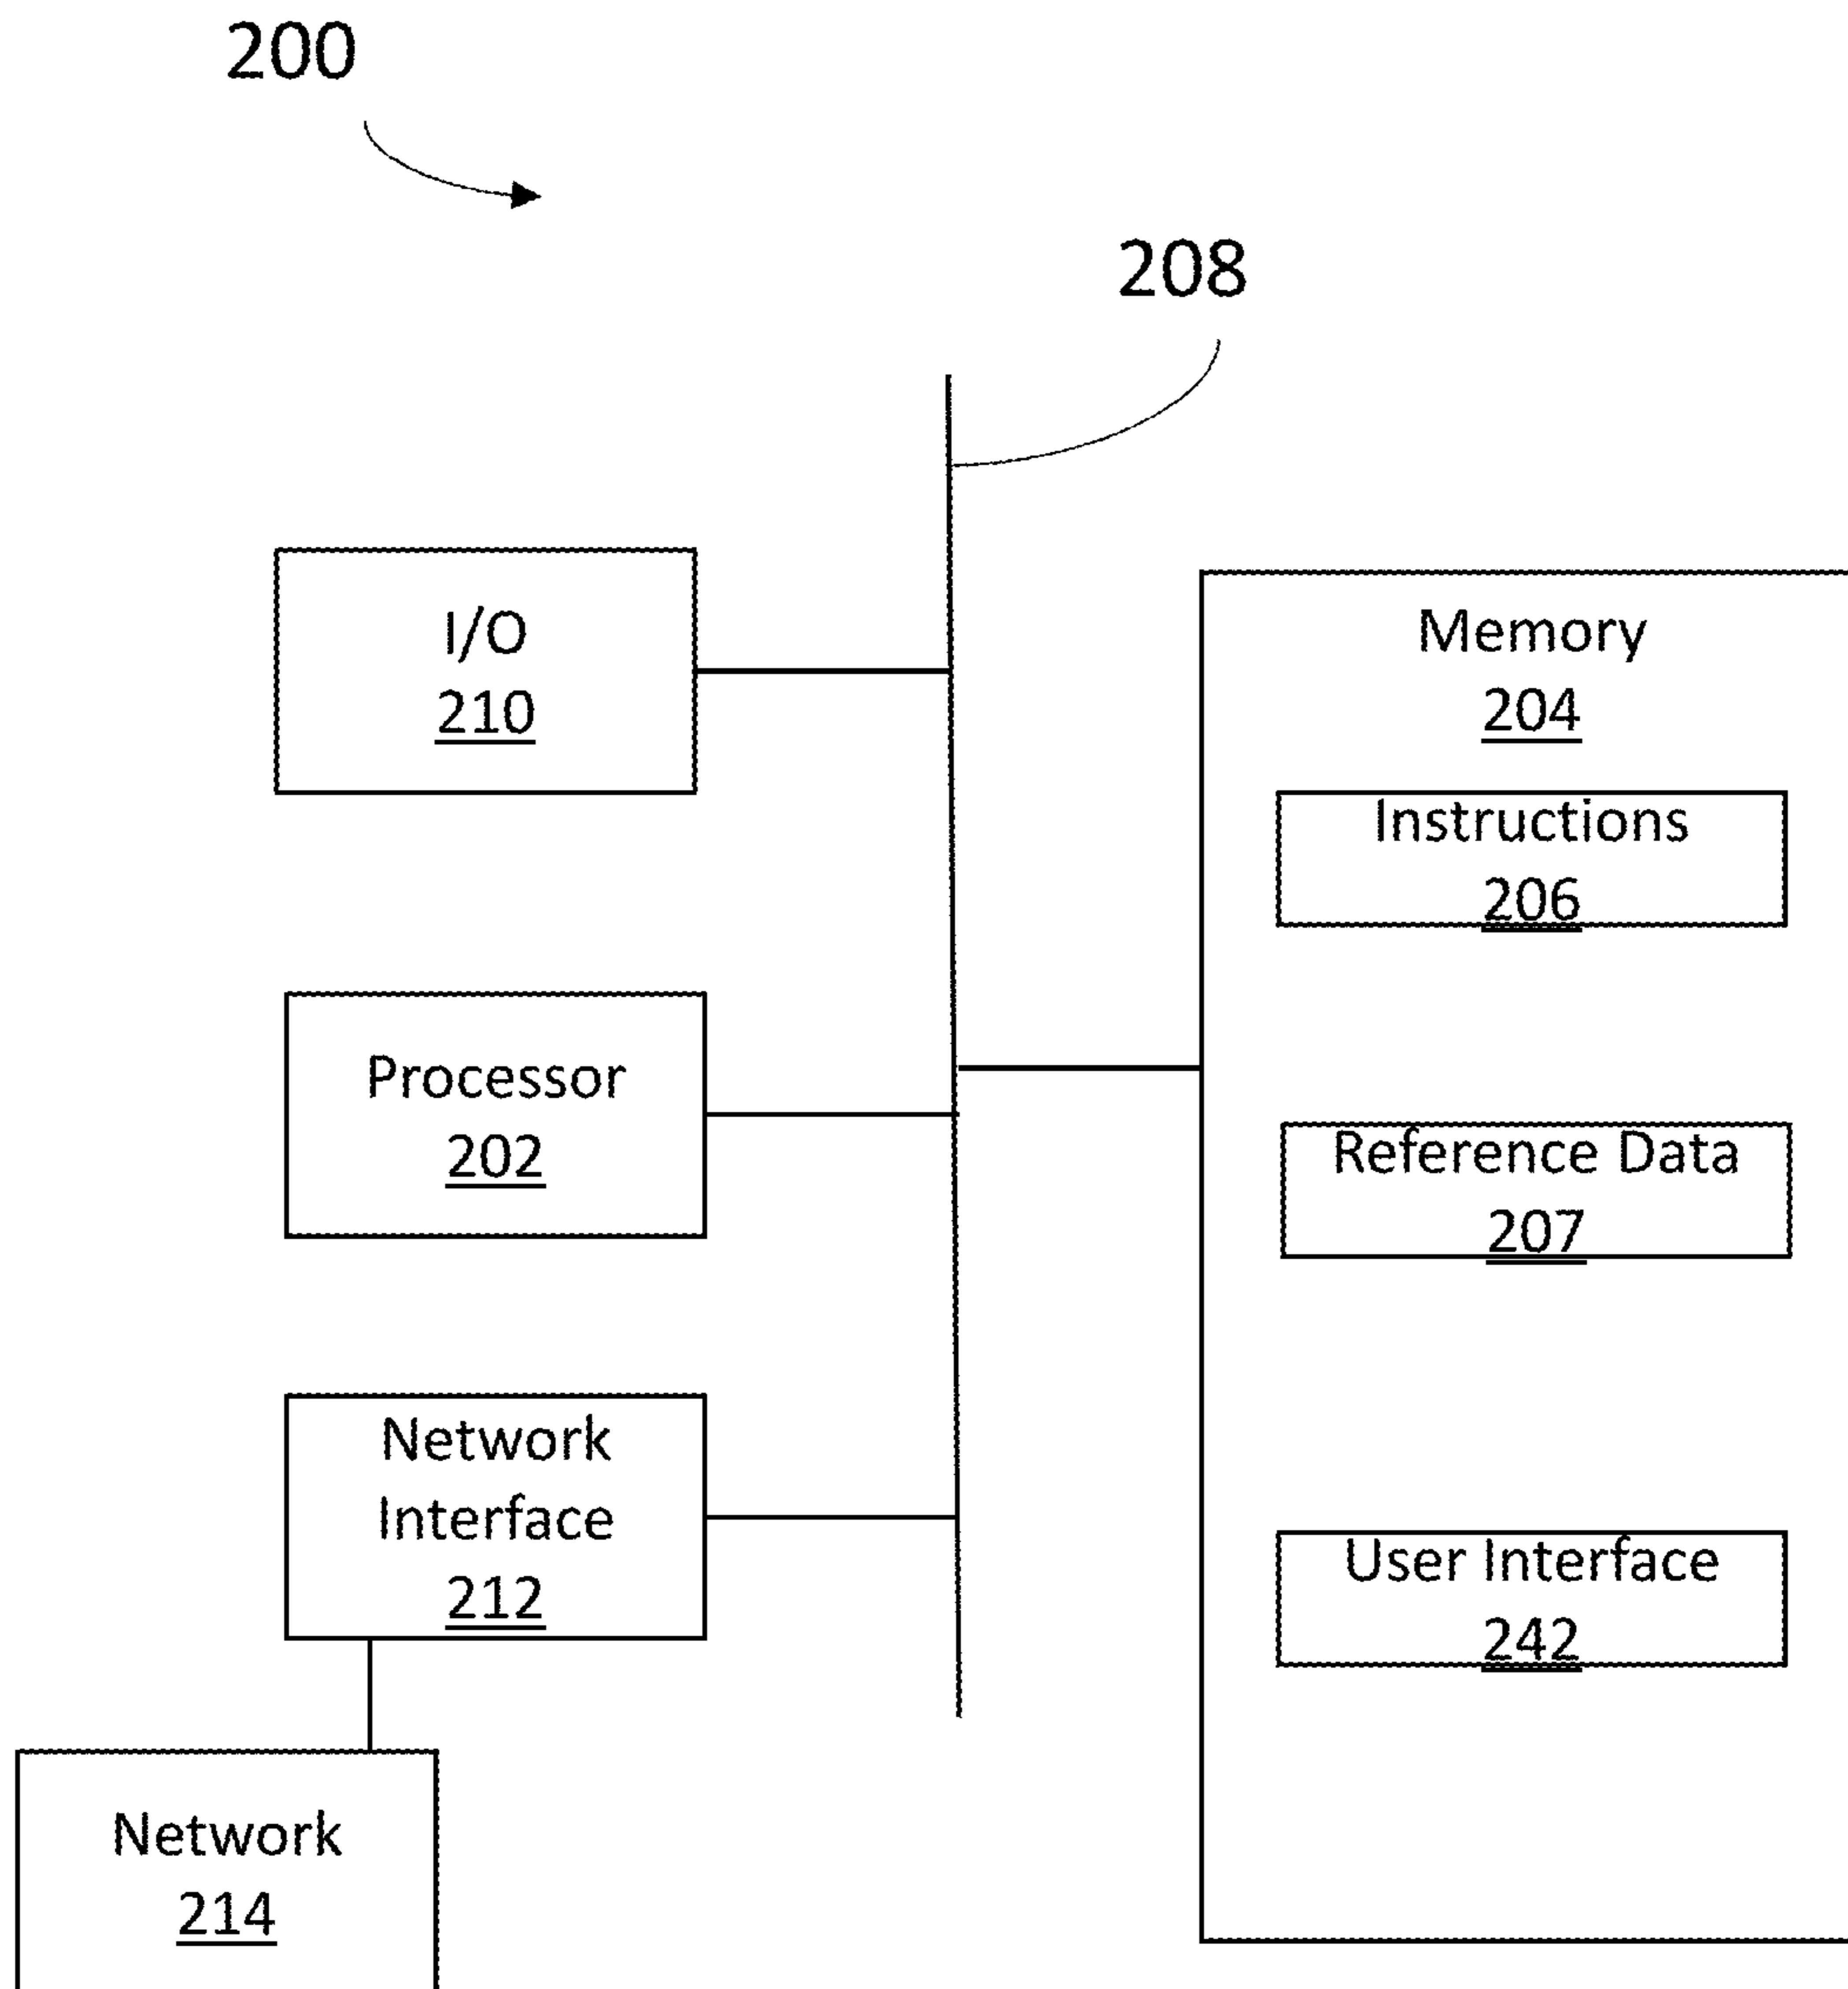 200
208
I/O
210
Memory
204
Instructions
206
Processor
202
Reference Data
207
Network
Interface
212
User Interface
242
Network
214